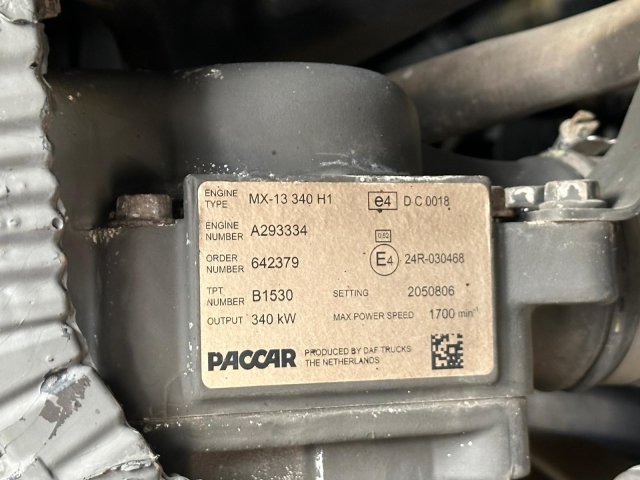 ENGINE TYPE MX-13 340 H1 e4 D C 0018
ENGINE NUMBER A293334
0,52
ORDER NUMBER 642379 E4 24R-030468
TPT NUMBER B1530 SETTING 2050806
OUTPUT 340 kW MAX.POWER SPEED 1700 min⁻¹
PACCAR PRODUCED BY DAF TRUCKS
THE NETHERLANDS